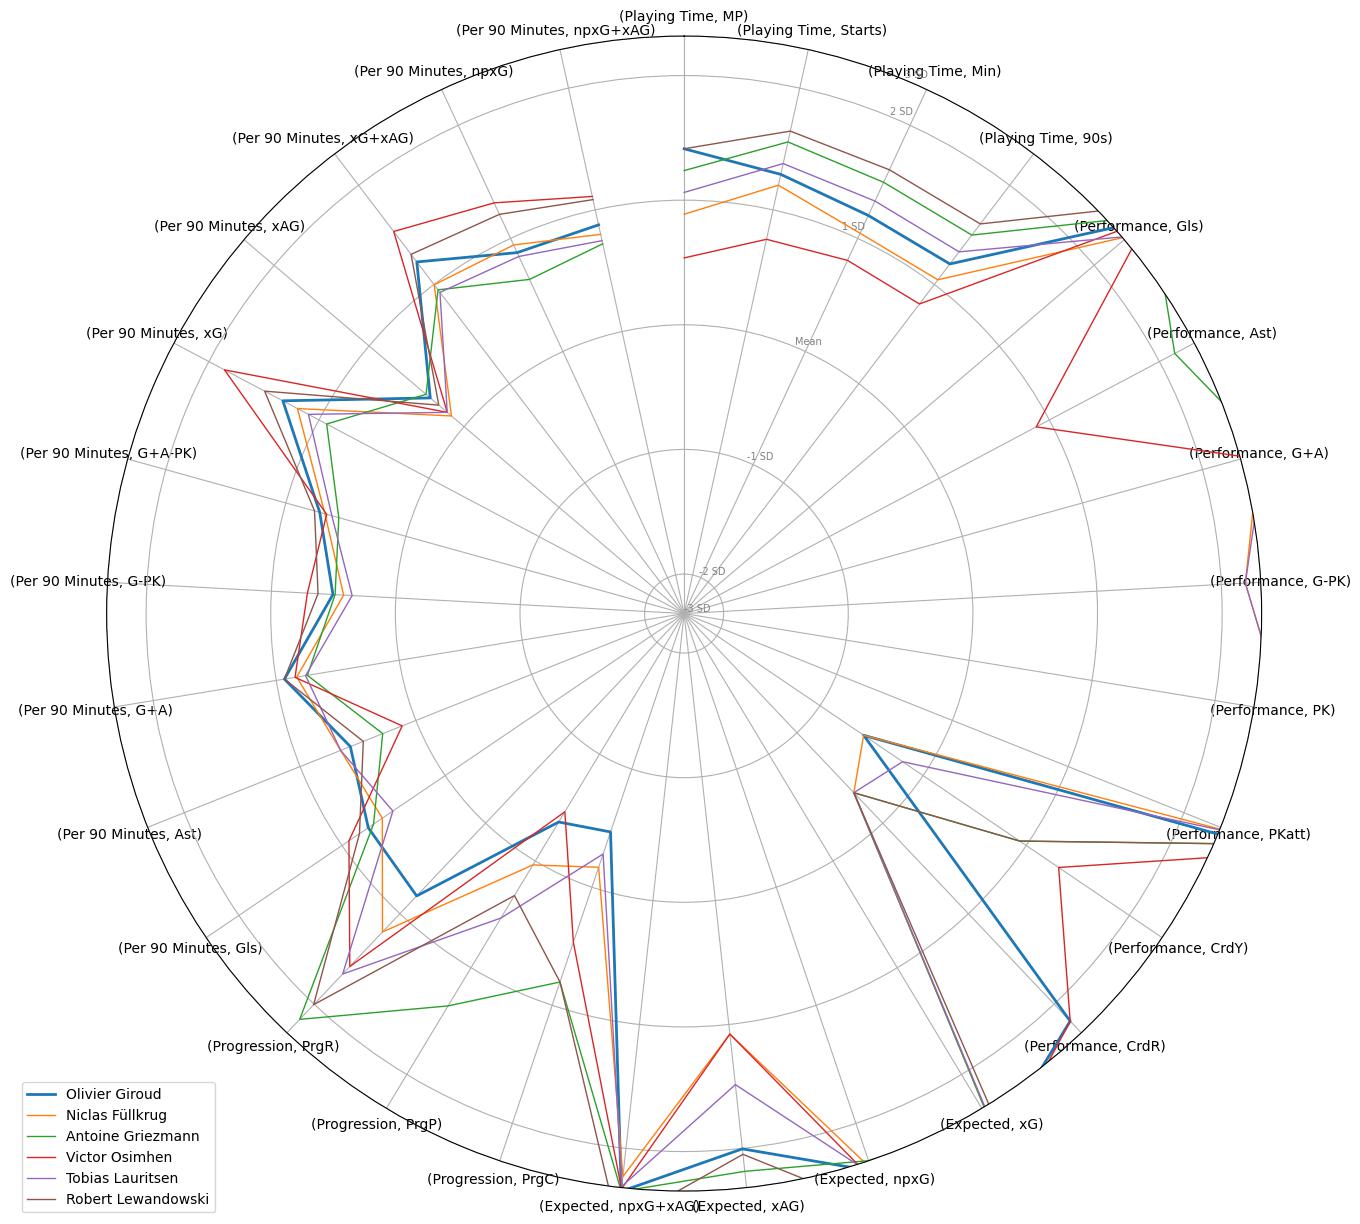 (Playing Time, MP)
(Per 90 Minutes, npxG+xAG)
(Playing Time, Starts)
(Per 90 Minutes, npxG)
(Playing Time, Min)
2 SD
(Per 90 Minutes, xG+xAG)
(Playing Time, 90s)
(Per 90 Minutes, xAG)
1 SD
(Performance, Gls)
(Per 90 Minutes, xG)
Mean
(Performance, Ast)
(Per 90 Minutes, G+A-PK)
-1 SD
(Performance, G+A)
(Per 90 Minutes, G-PK)
-2 SD
(Performance, G-PK)
-3 SD
(Per 90 Minutes, G+A)
(Performance, PK)
(Per 90 Minutes, Ast)
(Performance, PKatt)
(Per 90 Minutes, Gls)
(Performance, CrdY)
(Progression, PrgR)
(Performance, CrdR)
(Progression, PrgP)
(Expected, xG)
(Progression, PrgC)
(Expected, npxG)
(Expected, npxG+xAG)
(Expected, xAG)
Olivier Giroud
Niclas Füllkrug
Antoine Griezmann
Victor Osimhen
Tobias Lauritsen
Robert Lewandowski